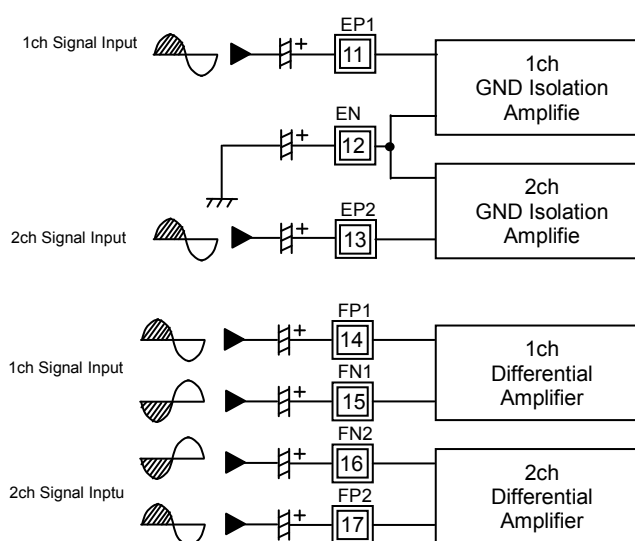 EP1
1ch Signal Input
+
11
1ch
GND Isolation
Amplifie
EN
+
12
2ch
GND Isolation
Amplifie
EP2
2ch Signal Input
+
13
FP1
+
14
1ch Signal Input
1ch
Differential
Amplifier
FN1
+
15
FN2
+
16
2ch Signal Inptu
2ch
Differential
Amplifier
FP2
+
17